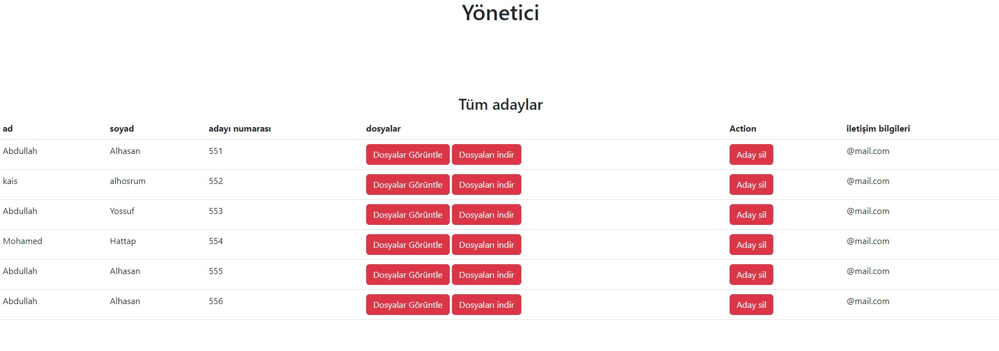 Yönetici
Tüm adaylar
ad soyad adayı numarası dosyalar Action iletişim bilgileri
Abdullah Alhasan 551 Dosyalar Görüntle Dosyaları indir Aday sil @mail.com
kais alhosrum 552 Dosyalar Görüntle Dosyaları indir Aday sil @mail.com
Abdullah Yossuf 553 Dosyalar Görüntle Dosyaları indir Aday sil @mail.com
Mohamed Hattap 554 Dosyalar Görüntle Dosyaları indir Aday sil @mail.com
Abdullah Alhasan 555 Dosyalar Görüntle Dosyaları indir Aday sil @mail.com
Abdullah Alhasan 556 Dosyalar Görüntle Dosyaları indir Aday sil @mail.com